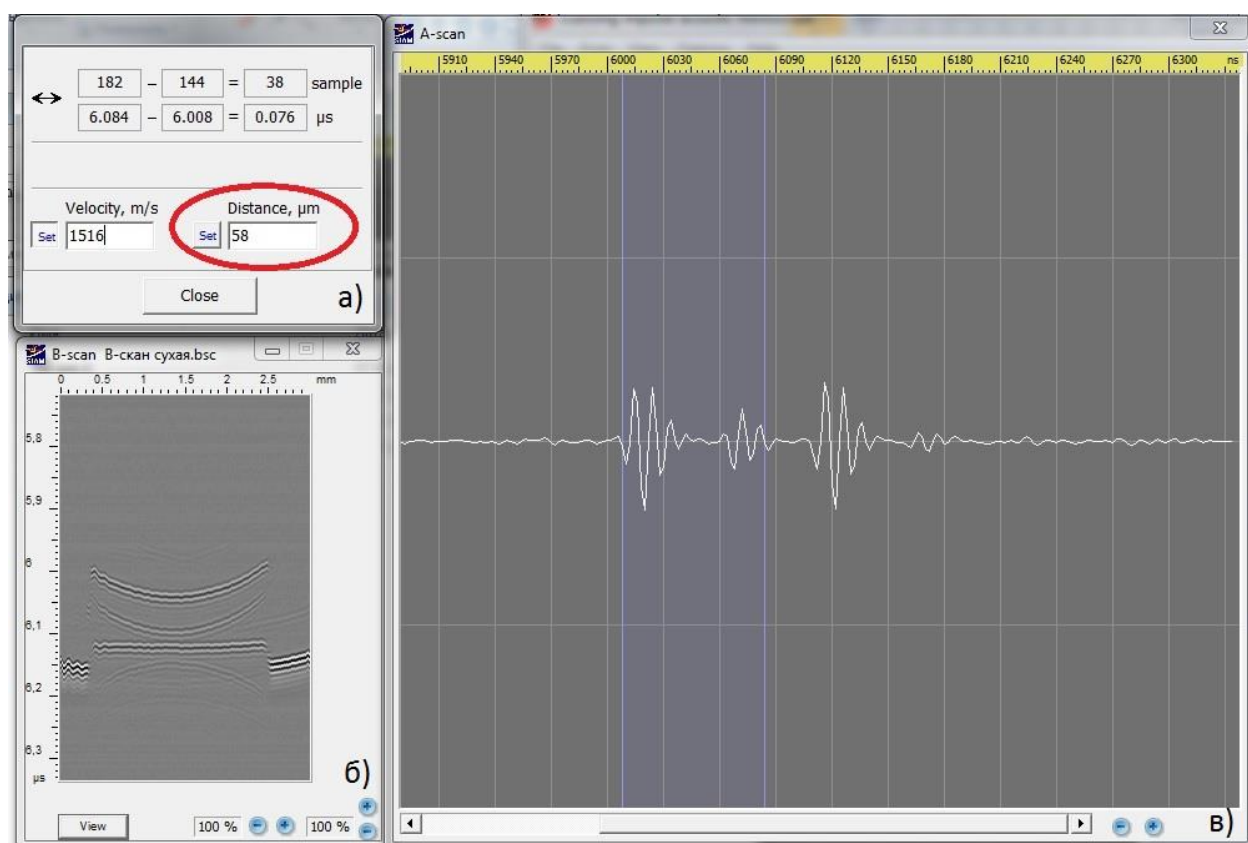 182 – 144 = 38 sample
6.084 – 6.008 = 0.076 µs
Velocity, m/s Distance, µm
Set 1516 Set 58
Close
а)
SIAM B-scan В-скан сухая.bsc
0 0.5 1 1.5 2 2.5 mm
5,8
5,9
6
6,1
6,2
6,3
µs
б)
View 100 % 100 %
SIAM A-scan
5910 5940 5970 6000 6030 6060 6090 6120 6150 6180 6210 6240 6270 6300 ns
в)